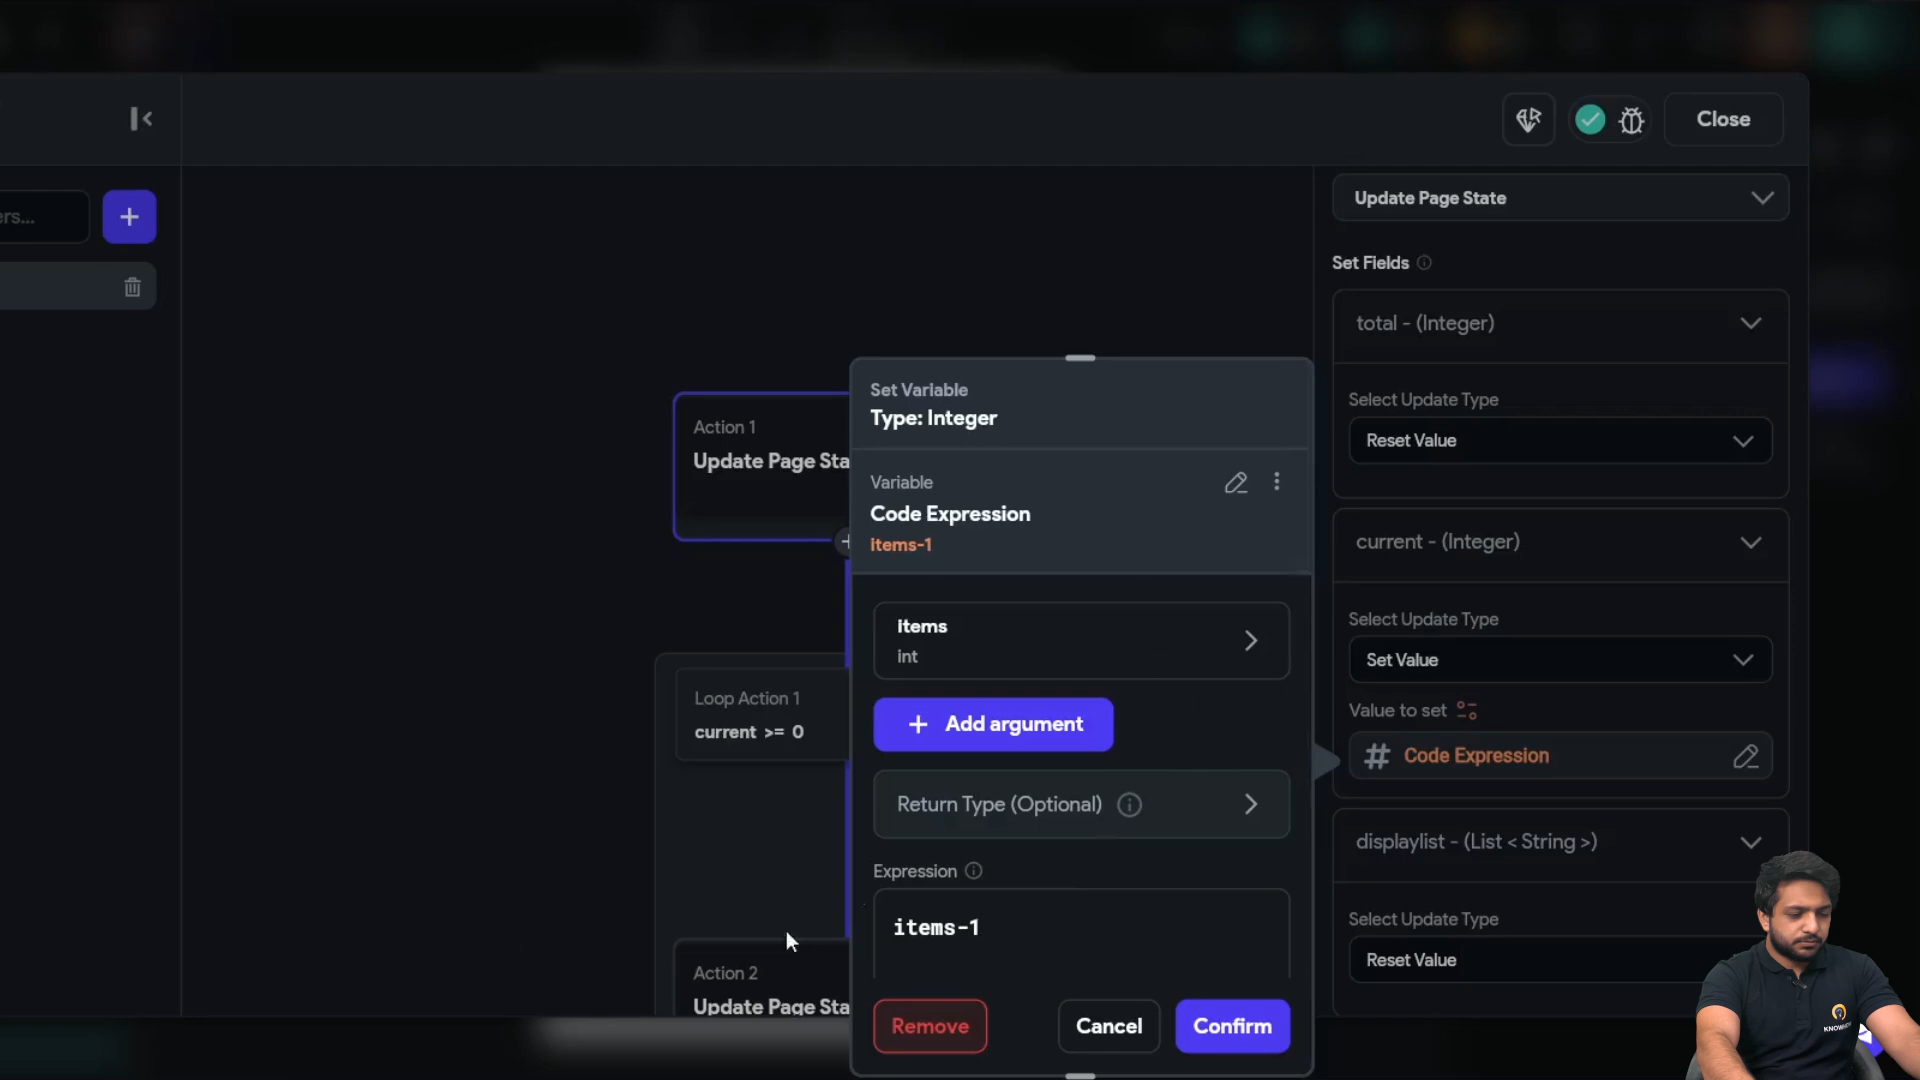 Close
ers...
Update Page State
Set Fields
total - (Integer)
Select Update Type
Reset Value
current - (Integer)
Select Update Type
Set Value
Value to set
Code Expression
displaylist - (List < String >)
Select Update Type
Reset Value
Action 1
Update Page Sta
Loop Action 1
current >= 0
Action 2
Update Page Sta
Set Variable
Type: Integer
Variable
Code Expression
items-1
items
int
+ Add argument
Return Type (Optional)
Expression
items-1
Remove
Cancel
Confirm